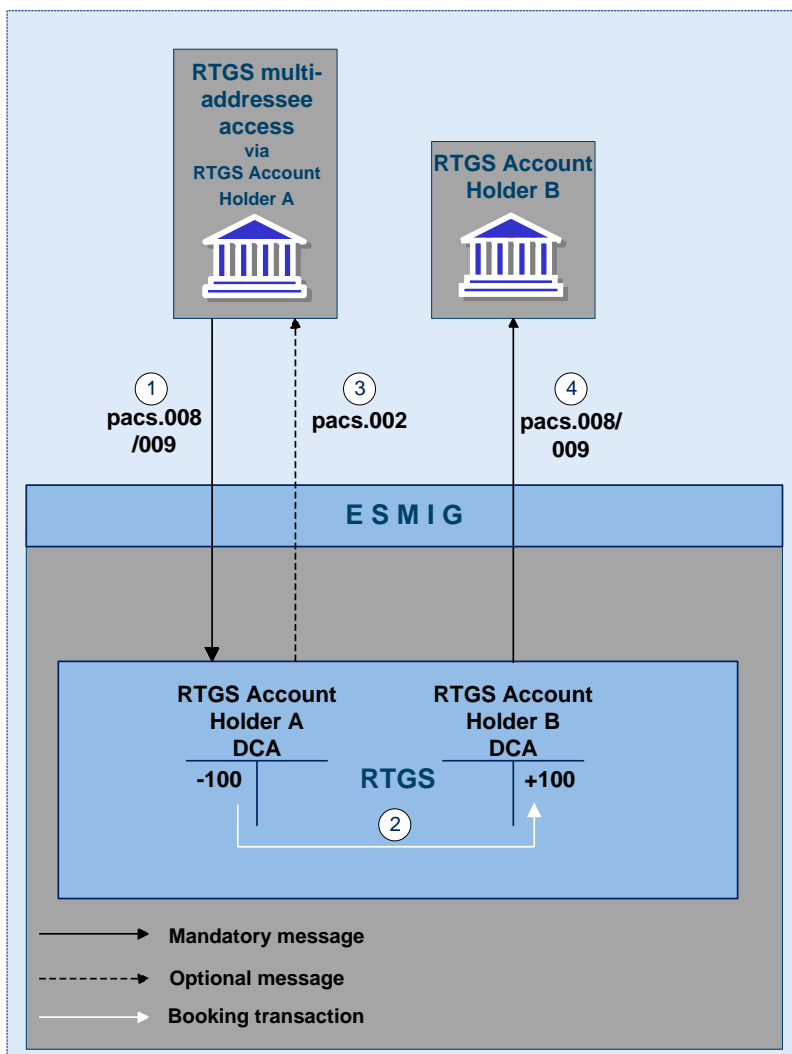 RTGS multi-
addressee
access
via
RTGS Account
Holder A
RTGS Account
Holder B
1
pacs.008
/009
3
pacs.002
4
pacs.008/
009
E S M I G
RTGS Account
Holder A
DCA
RTGS Account
Holder B
DCA
-100
RTGS
+100
2
Mandatory message
Optional message
Booking transaction